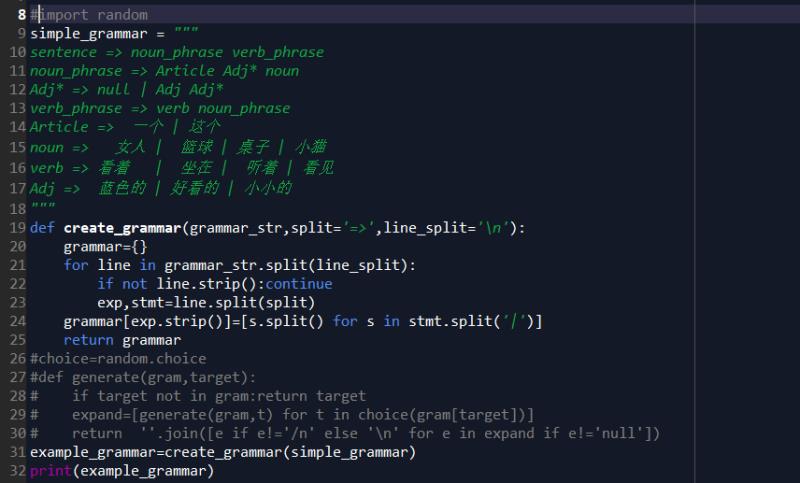 8 #import random
9 simple_grammar = """
10 sentence => noun_phrase verb_phrase
11 noun_phrase => Article Adj* noun
12 Adj* => null | Adj Adj*
13 verb_phrase => verb noun_phrase
14 Article =>  一个 | 这个
15 noun =>   女人 |  篮球 | 桌子 | 小猫
16 verb => 看着   |  坐在 |  听着 | 看见
17 Adj =>  蓝色的 | 好看的 | 小小的
18 """
19 def create_grammar(grammar_str,split='=>',line_split='\n'):
20     grammar={}
21     for line in grammar_str.split(line_split):
22         if not line.strip():continue
23         exp,stmt=line.split(split)
24     grammar[exp.strip()]=[s.split() for s in stmt.split('|')]
25     return grammar
26 #choice=random.choice
27 #def generate(gram,target):
28 #    if target not in gram:return target
29 #    expand=[generate(gram,t) for t in choice(gram[target])]
30 #    return  ''.join([e if e!='/n' else '\n' for e in expand if e!='null'])
31 example_grammar=create_grammar(simple_grammar)
32 print(example_grammar)